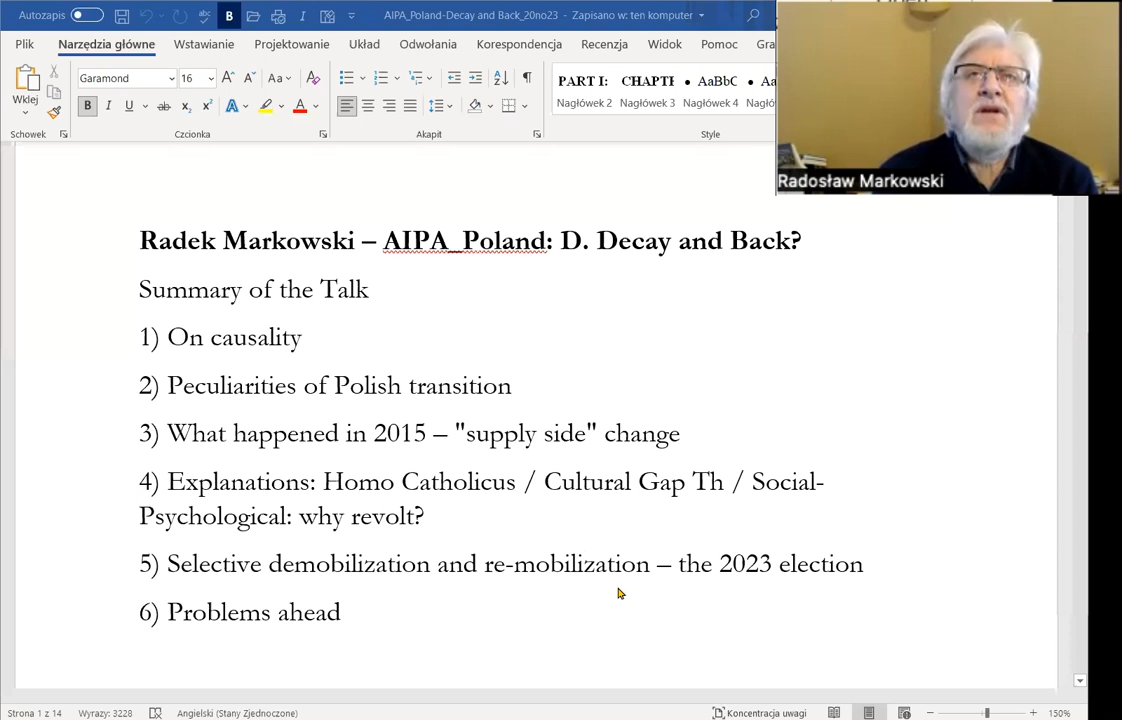 Autozapis
AIPA_Poland-Decay and Back_20no23 - Zapisano w: ten komputer
Plik
Narzędzia główne
Wstawianie
Projektowanie
Układ
Odwołania
Korespondencja
Recenzja
Widok
Pomoc
Gra
Wklej
Garamond
16
PART I:
CHAPTE
AaBbC
Aa
Nagłówek 2
Nagłówek 3
Nagłówek 4
Nagłó
Schowek
Czcionka
Akapit
Style
Radosław Markowski
Radek Markowski – AIPA_Poland: D. Decay and Back?
Summary of the Talk
1) On causality
2) Peculiarities of Polish transition
3) What happened in 2015 – "supply side" change
4) Explanations: Homo Catholicus / Cultural Gap Th / Social-
Psychological: why revolt?
5) Selective demobilization and re-mobilization – the 2023 election
6) Problems ahead
Strona 1 z 14
Wyrazy: 3228
Angielski (Stany Zjednoczone)
Koncentracja uwagi
150%